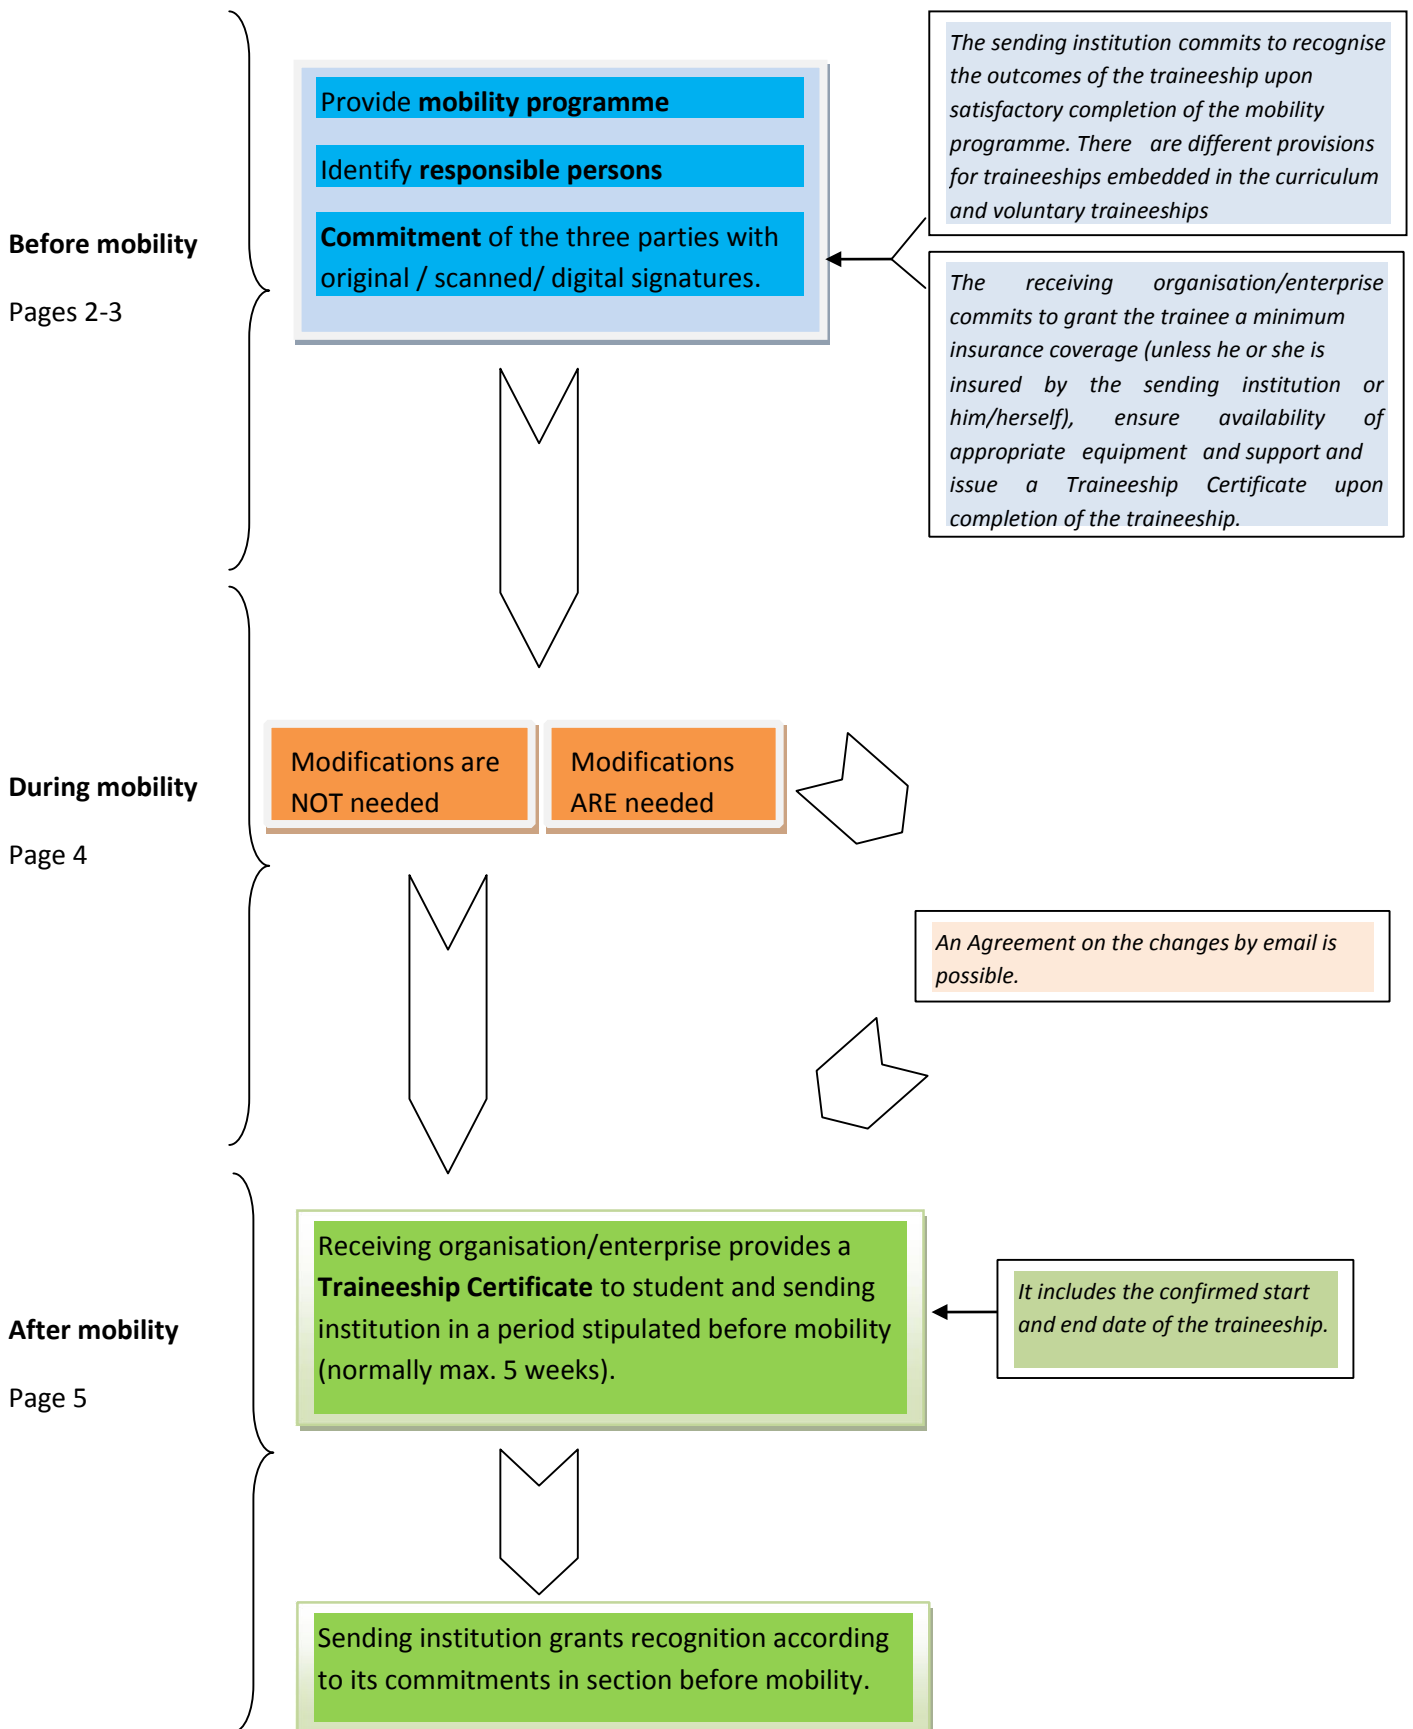 Before mobility
Pages 2-3
Provide mobility programme
Identify responsible persons
Commitment of the three parties with
original / scanned/ digital signatures.
The sending institution commits to recognise
the outcomes of the traineeship upon
satisfactory completion of the mobility
programme. There are different provisions
for traineeships embedded in the curriculum
and voluntary traineeships
The receiving organisation/enterprise
commits to grant the trainee a minimum
insurance coverage (unless he or she is
insured by the sending institution or
him/herself), ensure availability of
appropriate equipment and support and
issue a Traineeship Certificate upon
completion of the traineeship.
During mobility
Page 4
Modifications are
NOT needed
Modifications
ARE needed
An Agreement on the changes by email is
possible.
After mobility
Page 5
Receiving organisation/enterprise provides a
Traineeship Certificate to student and sending
institution in a period stipulated before mobility
(normally max. 5 weeks).
It includes the confirmed start
and end date of the traineeship.
Sending institution grants recognition according
to its commitments in section before mobility.